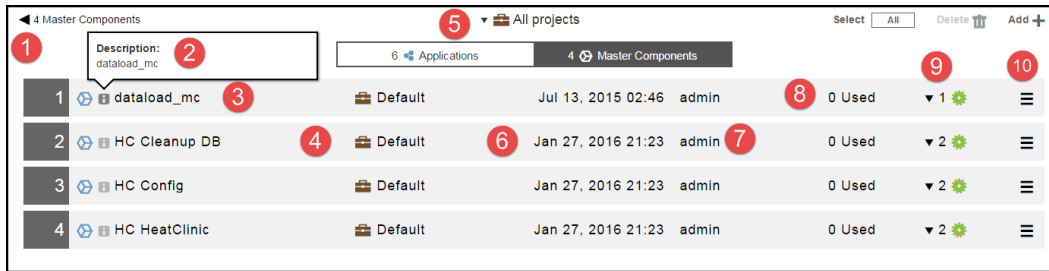 4 Master Components 5 All projects Select All Delete Add
1 Description: 2
dataload_mc
6 Applications 4 Master Components
9 10
1 dataload_mc 3 Default Jul 13, 2015 02:46 admin 8 0 Used 1
2 HC Cleanup DB 4 Default 6 Jan 27, 2016 21:23 admin 7 0 Used 2
3 HC Config Default Jan 27, 2016 21:23 admin 0 Used 2
4 HC HeatClinic Default Jan 27, 2016 21:23 admin 0 Used 2